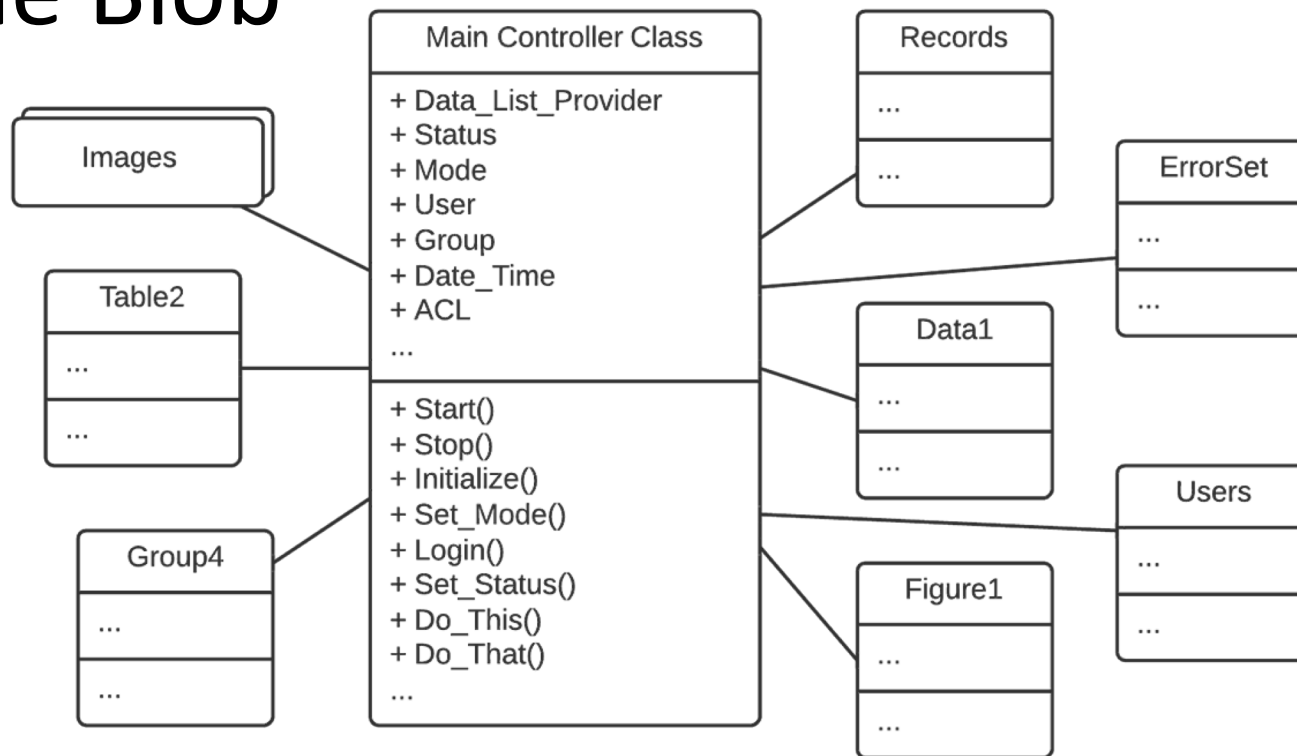 Blob
Main Controller Class
+ Data_List_Provider
+ Status
+ Mode
+ User
+ Group
+ Date_Time
+ ACL
...
+ Start()
+ Stop()
+ Initialize()
+ Set_Mode()
+ Login()
+ Set_Status()
+ Do_This()
+ Do_That()
...
Images
Table2
...
...
Group4
...
...
Records
...
...
ErrorSet
...
...
Data1
...
...
Users
...
...
Figure1
...
...